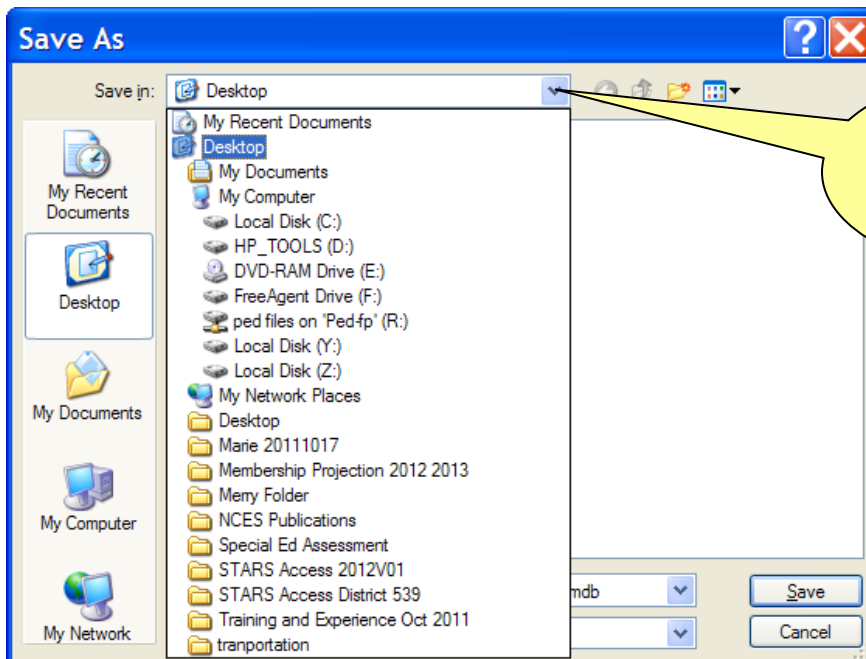 Save As
Save in:
Desktop
My Recent Documents
Desktop
My Documents
My Computer
Local Disk (C:)
HP_TOOLS (D:)
DVD-RAM Drive (E:)
FreeAgent Drive (F:)
ped files on 'Ped-fp' (R:)
Local Disk (Y:)
Local Disk (Z:)
My Network Places
Desktop
Marie 20111017
Membership Projection 2012 2013
Merry Folder
NCES Publications
Special Ed Assessment
STARS Access 2012V01
STARS Access District 539
Training and Experience Oct 2011
tranportation
My Recent
Documents
Desktop
My Documents
My Computer
My Network
mdb
Save
Cancel